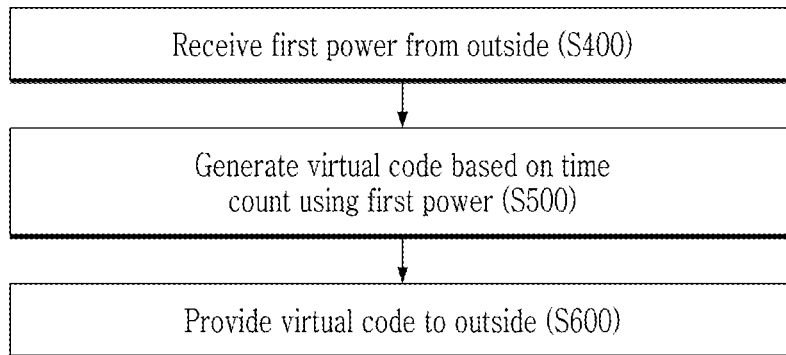 Receive first power from outside (S400)
Generate virtual code based on time
count using first power (S500)
Provide virtual code to outside (S600)